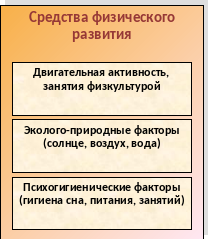 Средства физического
развития
Двигательная активность,
занятия физкультурой
Эколого-природные факторы
(солнце, воздух, вода)
Психогигиенические факторы
(гигиена сна, питания, занятий)